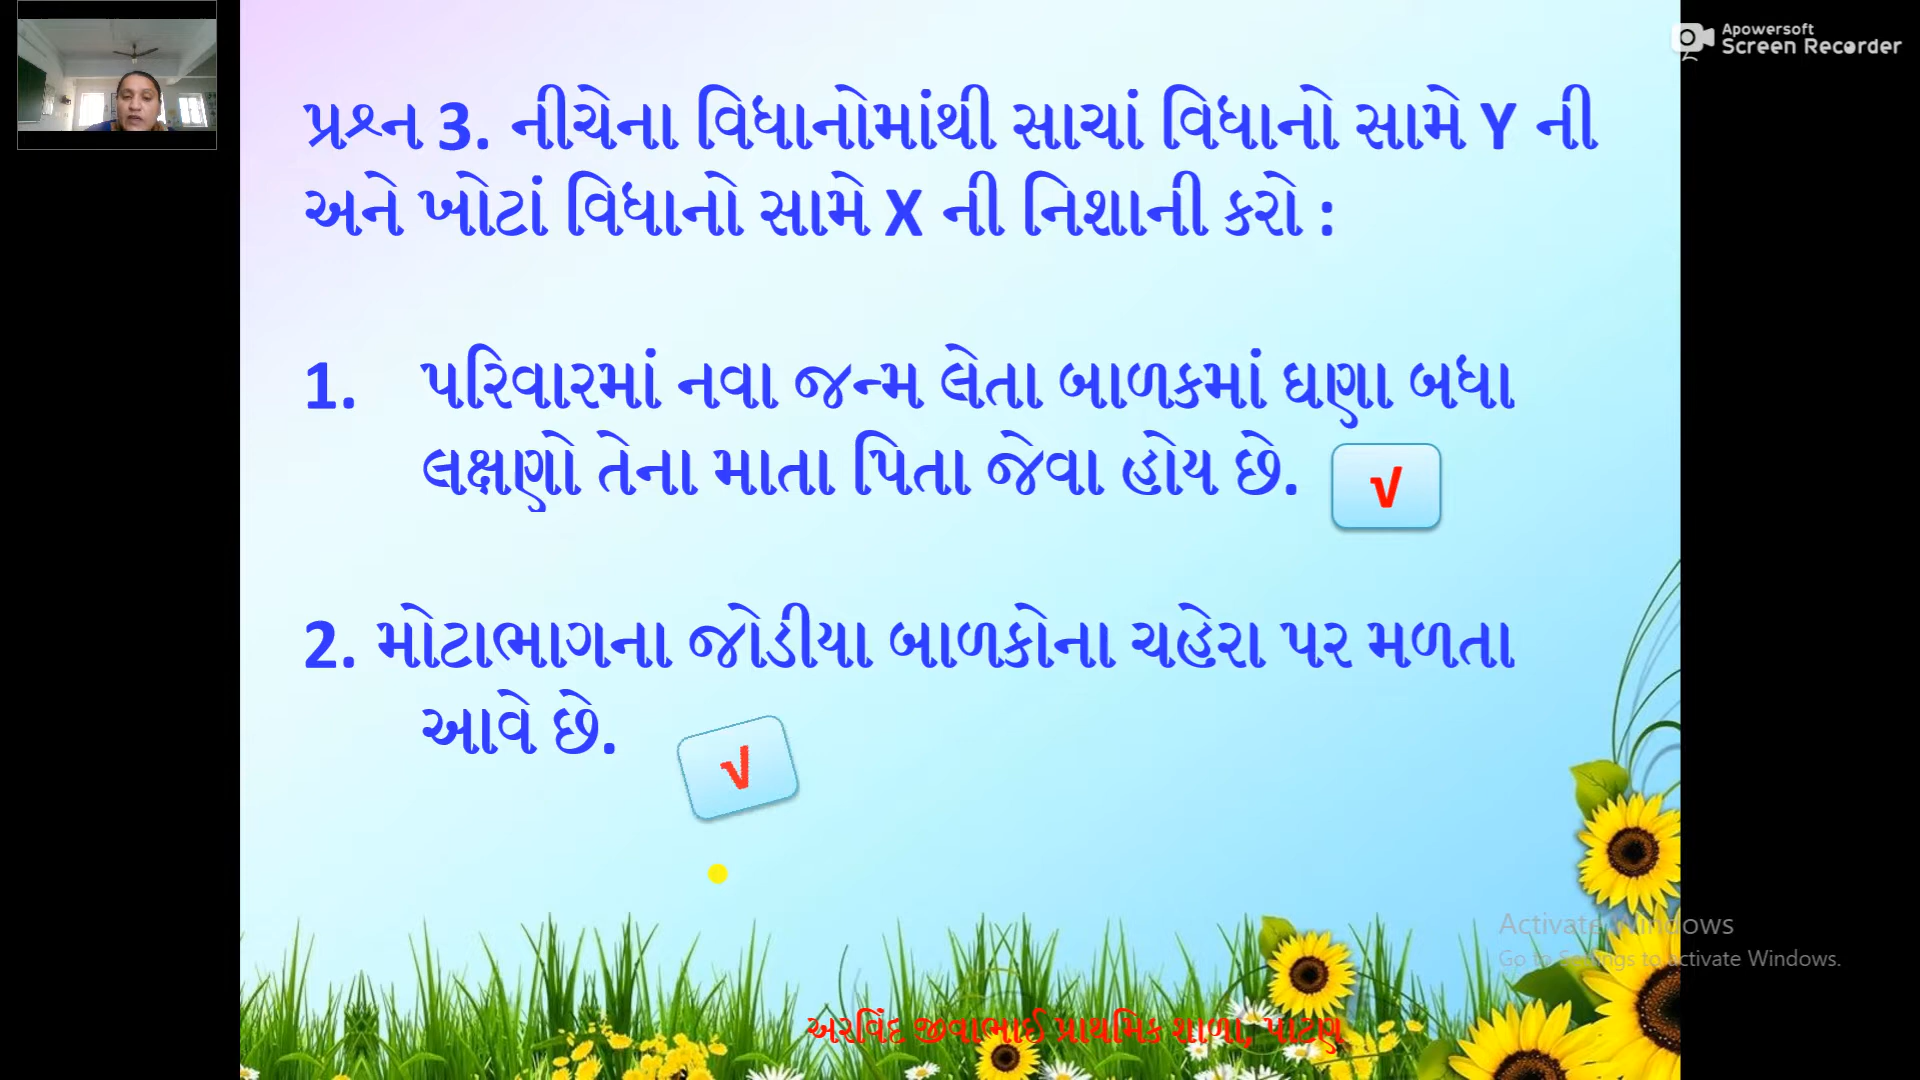 Apowersoft
Screen Recorder
પ્રશ્ન 3. નીચેના વિધાનોમાંથી સાચાં વિધાનો સામે Y ની
અને ખોટાં વિધાનો સામે X ની નિશાની કરો :
1. પરિવારમાં નવા જન્મ લેતા બાળકમાં ઘણા બધા
લક્ષણો તેના માતા પિતા જેવા હોય છે. √
2. મોટાભાગના જોડીયા બાળકોના ચહેરા પર મળતા
આવે છે. √
Activate Windows
Go to Settings to activate Windows.
અરવિંદ જીવાભાઈ પ્રાથમિક શાળા, પાટણ